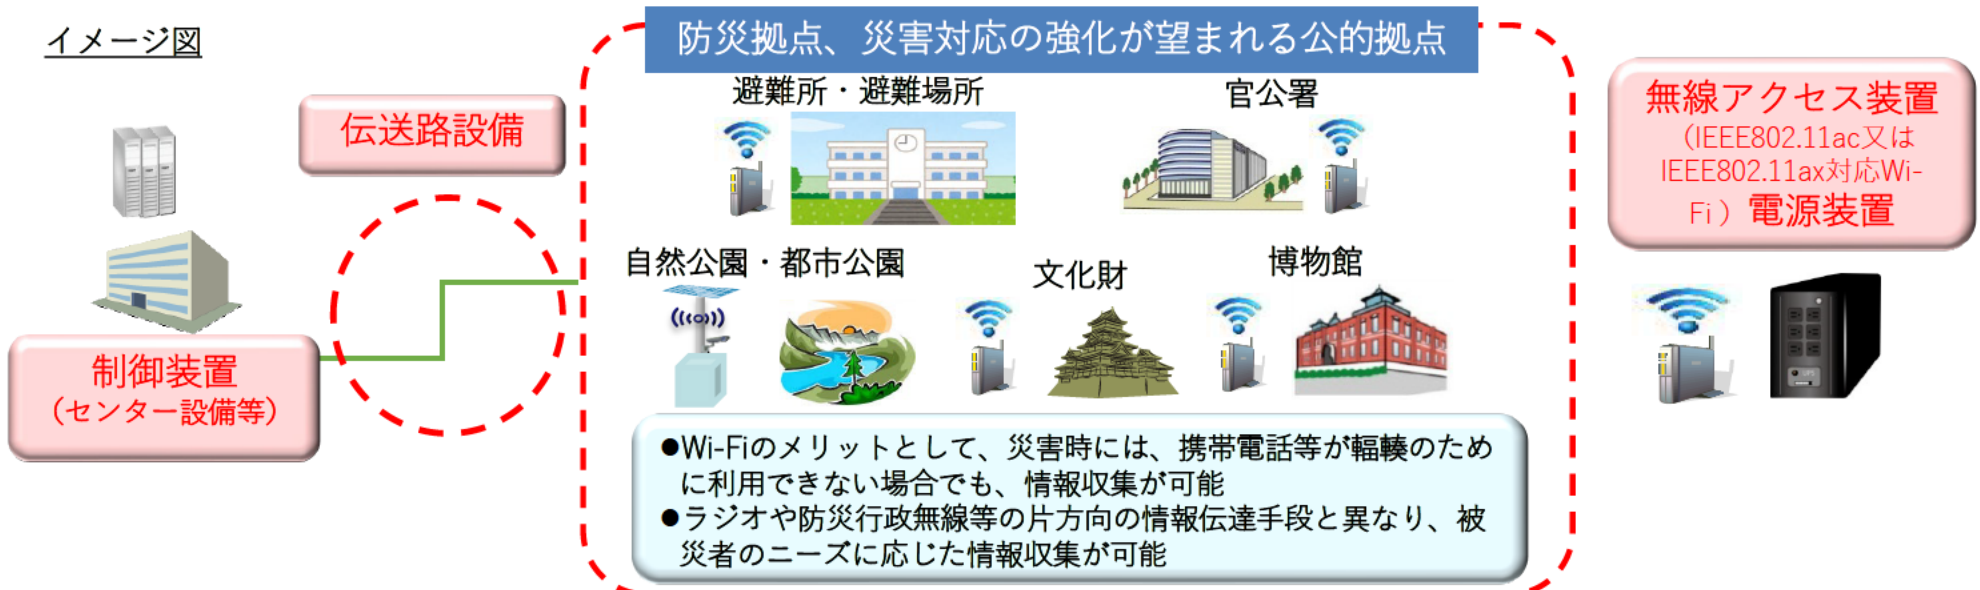 イメージ図
防災拠点、災害対応の強化が望まれる公的拠点
伝送路設備
避難所・避難場所
官公署
無線アクセス装置
（IEEE802.11ac又は
IEEE802.11ax対応Wi-
Fi）電源装置
自然公園・都市公園
文化財
博物館
制御装置
（センター設備等）
●Wi-Fiのメリットとして、災害時には、携帯電話等が輻輳のため
に利用できない場合でも、情報収集が可能
●ラジオや防災行政無線等の片方向の情報伝達手段と異なり、被
災者のニーズに応じた情報収集が可能